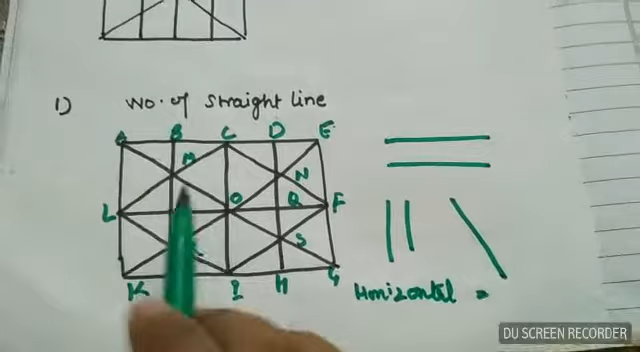 1) No. of straight line
A B C D E
M N
L O Q F
S
K I H G
Horizontal =
DU SCREEN RECORDER